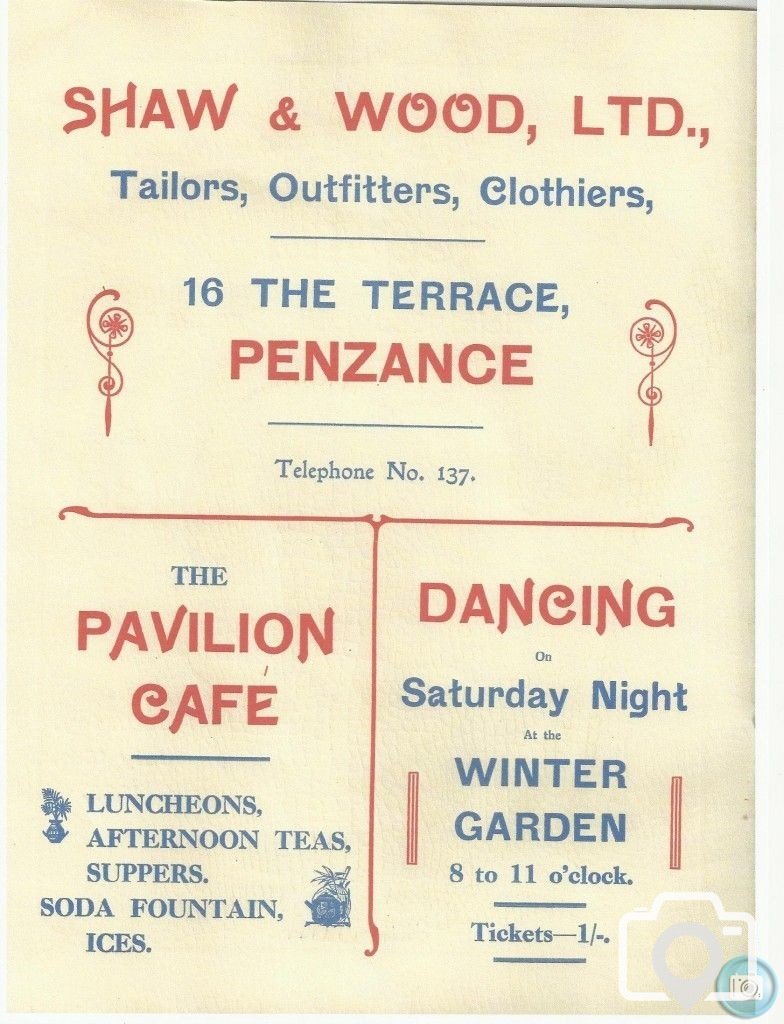 SHAW & WOOD, LTD.,
Tailors, Outfitters, Clothiers,
16 THE TERRACE,
PENZANCE
Telephone No. 137.
THE
PAVILION
CAFÉ
LUNCHEONS,
AFTERNOON TEAS,
SUPPERS.
SODA FOUNTAIN,
ICES.
DANCING
On
Saturday Night
At the
WINTER
GARDEN
8 to 11 o'clock.
Tickets—1/-.